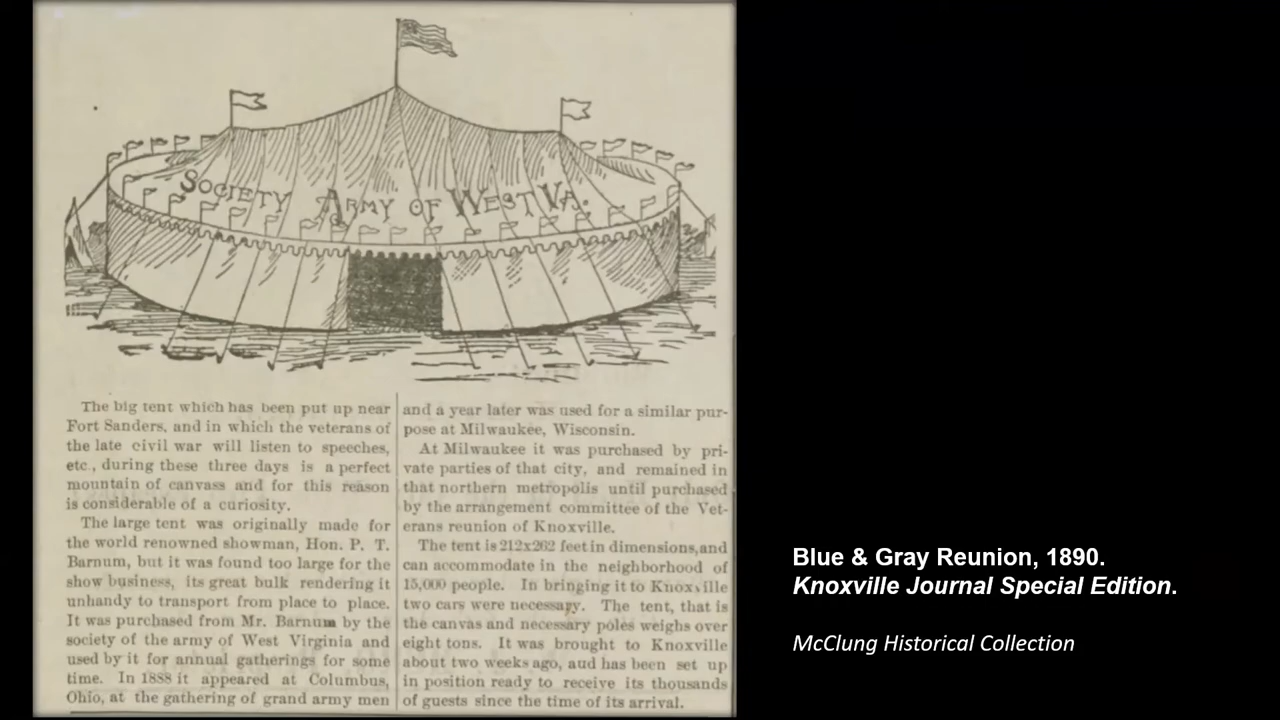 SOCIETY ARMY OF WEST VA.
The big tent which has been put up near
Fort Sanders, and in which the veterans of
the late civil war will listen to speeches,
etc., during these three days is a perfect
mountain of canvass and for this reason
is considerable of a curiosity.
The large tent was originally made for
the world renowned showman, Hon. P. T.
Barnum, but it was found too large for the
show business, its great bulk rendering it
unhandy to transport from place to place.
It was purchased from Mr. Barnum by the
society of the army of West Virginia and
used by it for annual gatherings for some
time. In 1888 it appeared at Columbus,
Ohio, at the gathering of grand army men
and a year later was used for a similar pur-
pose at Milwaukee, Wisconsin.
At Milwaukee it was purchased by pri-
vate parties of that city, and remained in
that northern metropolis until purchased
by the arrangement committee of the Vet-
erans reunion of Knoxville.
The tent is 212x262 feet in dimensions, and
can accommodate in the neighborhood of
15,000 people. In bringing it to Knoxville
two cars were necessary. The tent, that is
the canvas and necessary poles weighs over
eight tons. It was brought to Knoxville
about two weeks ago, aud has been set up
in position ready to receive its thousands
of guests since the time of its arrival.
Blue & Gray Reunion, 1890.
Knoxville Journal Special Edition.
McClung Historical Collection